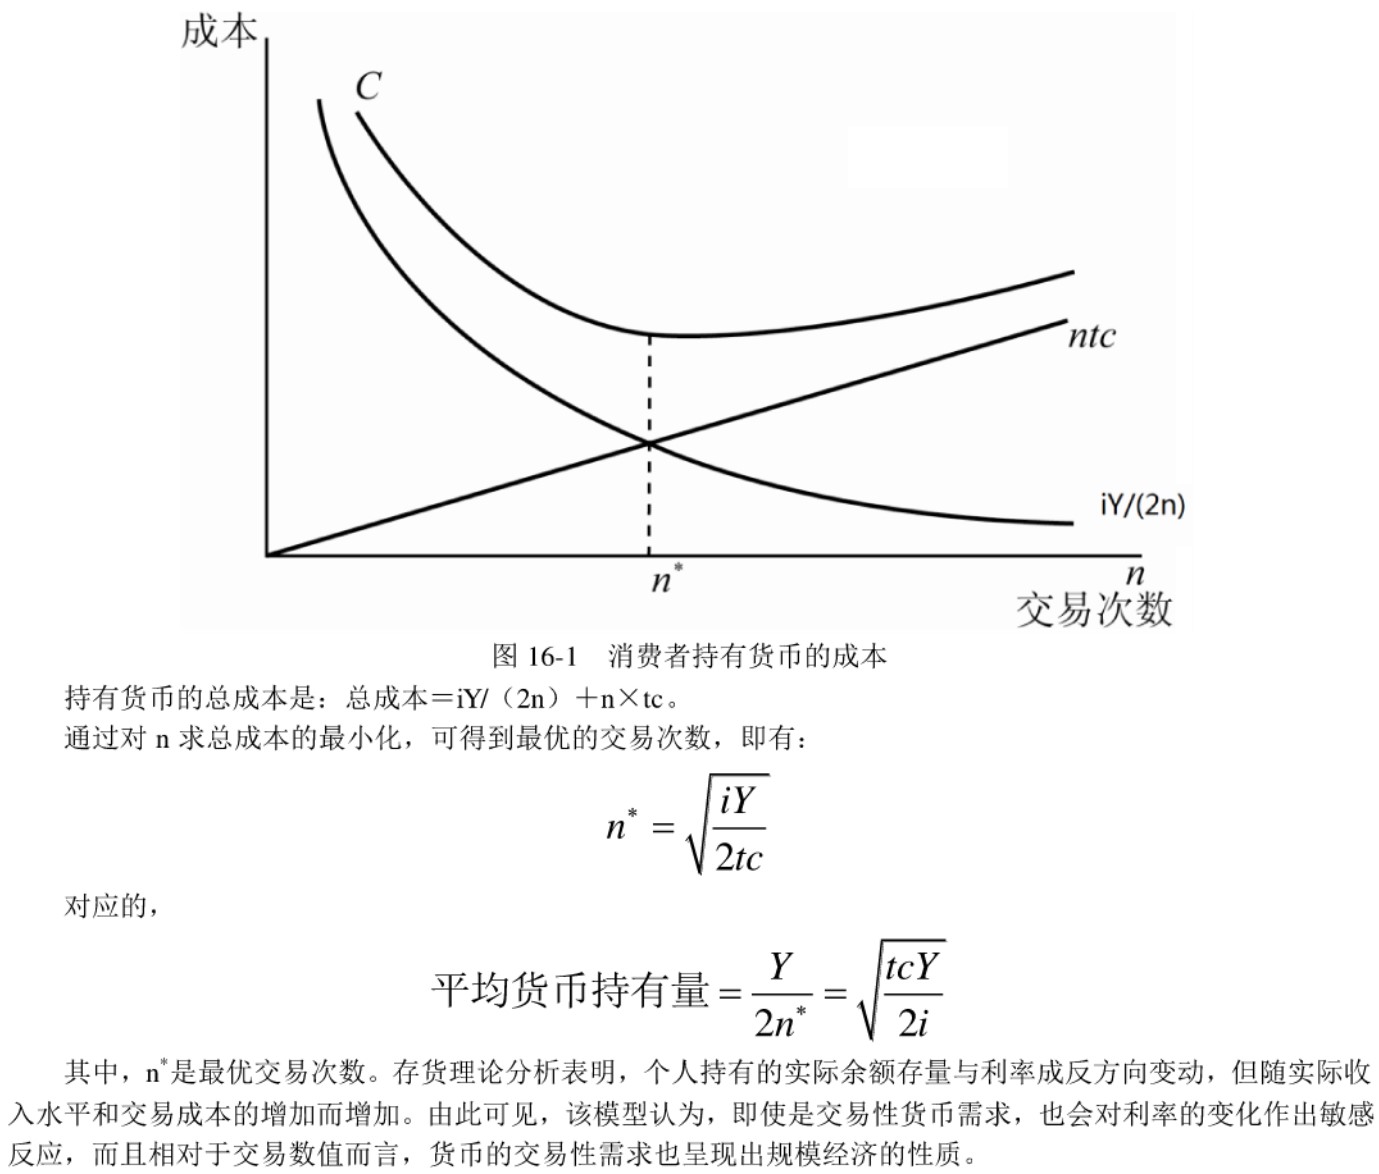 成本
C
ntc
iY/(2n)
n*
n
交易次数
图 16-1 消费者持有货币的成本
持有货币的总成本是：总成本＝iY/（2n）＋n×tc。
通过对 n 求总成本的最小化，可得到最优的交易次数，即有：
n* = √(iY/2tc)
对应的，
平均货币持有量 = Y/2n* = √(tcY/2i)
其中，n*是最优交易次数。存货理论分析表明，个人持有的实际余额存量与利率成反方向变动，但随实际收
入水平和交易成本的增加而增加。由此可见，该模型认为，即使是交易性货币需求，也会对利率的变化作出敏感
反应，而且相对于交易数值而言，货币的交易性需求也呈现出规模经济的性质。